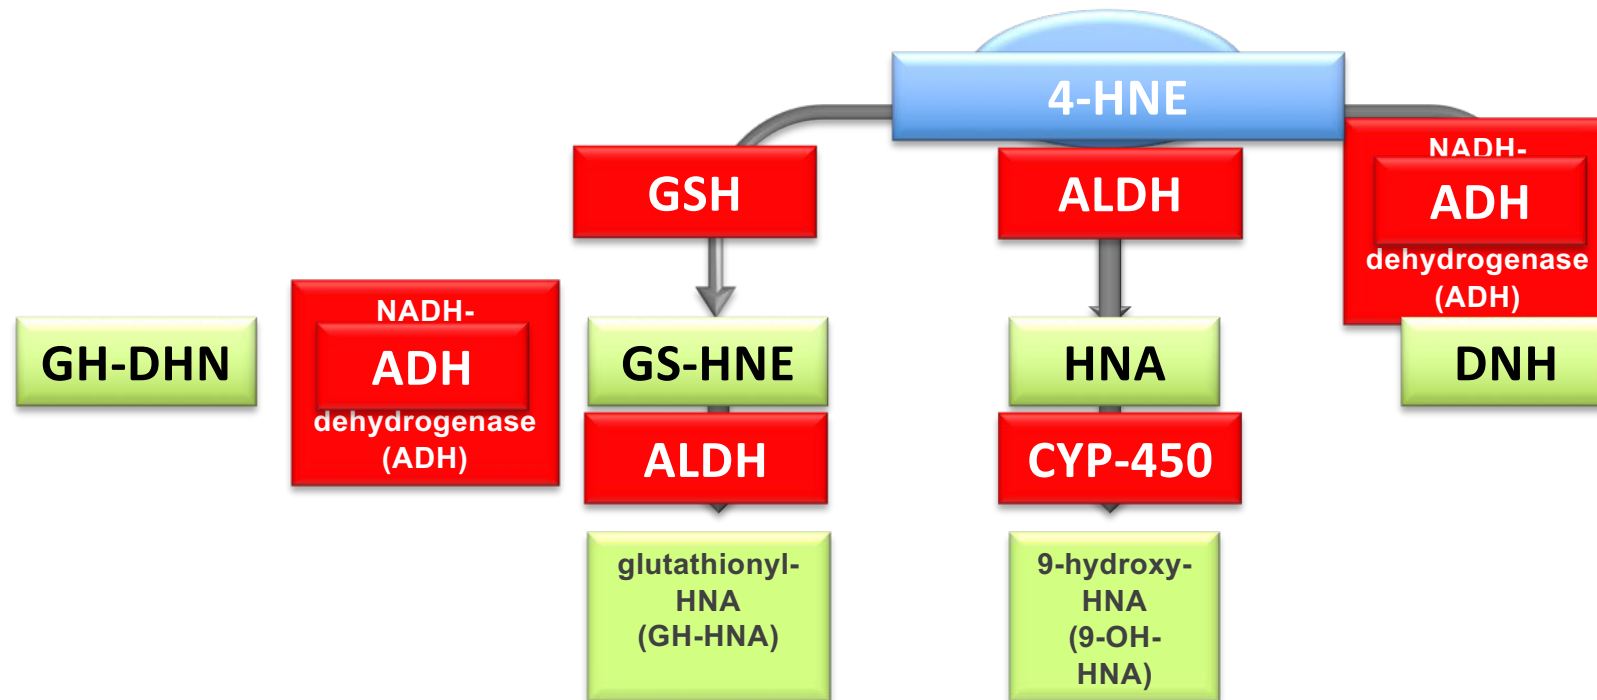 4-HNE
GSH
ALDH
NADH-
ADH
dehydrogenase
(ADH)
GH-DHN
NADH-
ADH
dehydrogenase
(ADH)
GS-HNE
HNA
DNH
ALDH
CYP-450
glutathionyl-
HNA
(GH-HNA)
9-hydroxy-
HNA
(9-OH-
HNA)